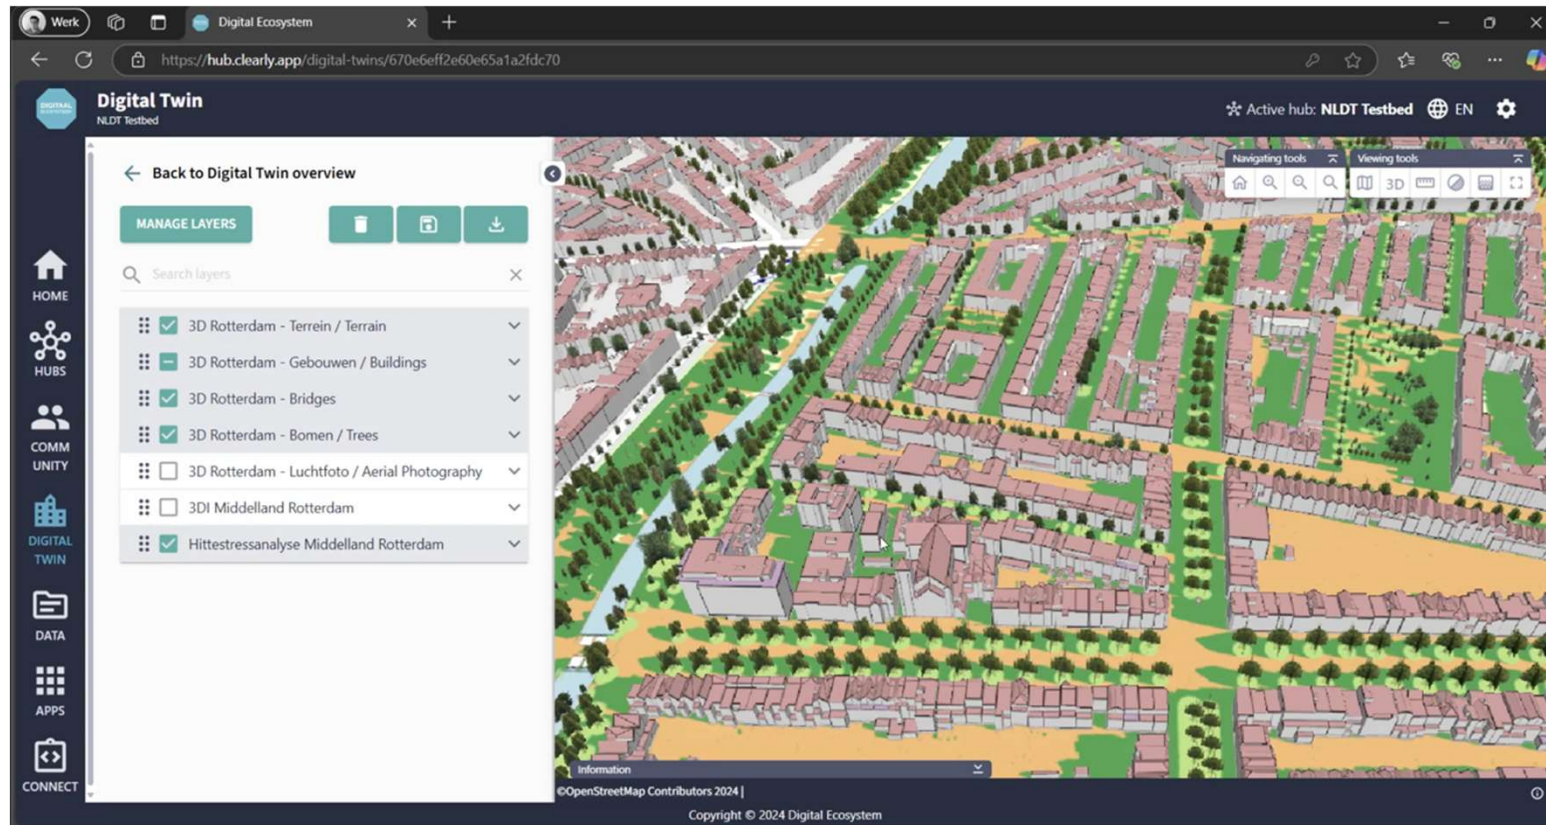 Werk
Digital Ecosystem
https://hub.clearly.app/digital-twins/670e6eff2e60e65a1a2fdc70
DIGITAAL
Digital Twin
NLDT Testbed
Active hub: NLDT Testbed
EN
HOME
HUBS
COMM
UNITY
DIGITAL
TWIN
DATA
APPS
CONNECT
Back to Digital Twin overview
MANAGE LAYERS
Search layers
3D Rotterdam - Terrein / Terrain
3D Rotterdam - Gebouwen / Buildings
3D Rotterdam - Bridges
3D Rotterdam - Bomen / Trees
3D Rotterdam - Luchtfoto / Aerial Photography
3DI Middelland Rotterdam
Hittestressanalyse Middelland Rotterdam
Navigating tools
Viewing tools
3D
Information
©OpenStreetMap Contributors 2024 |
Copyright © 2024 Digital Ecosystem